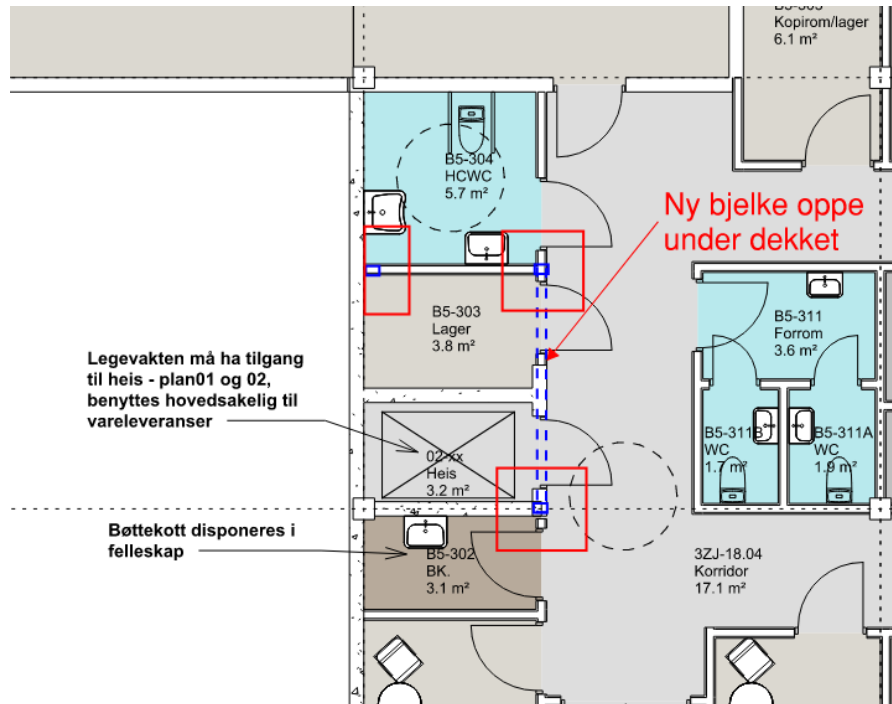 B5-305
Kopirom/lager
6.1 m²
B5-304
HCWC
5.7 m²
Ny bjelke oppe
under dekket
B5-303
Lager
3.8 m²
B5-311
Forrom
3.6 m²
Legevakten må ha tilgang
til heis - plan01 og 02,
benyttes hovedsakelig til
vareleveranser
B5-311B
WC
1.7 m²
B5-311A
WC
1.9 m²
02-xx
Heis
3.2 m²
Bøttekott disponeres i
felleskap
B5-302
BK.
3.1 m²
3ZJ-18.04
Korridor
17.1 m²